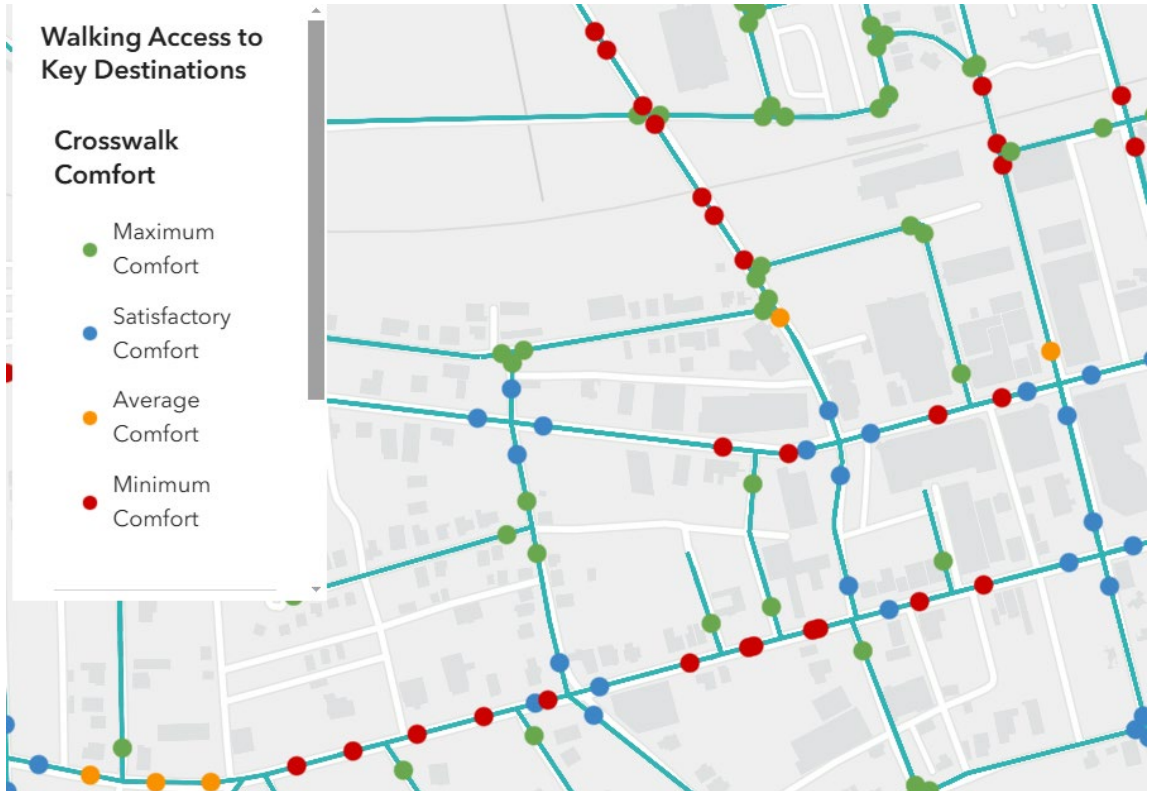 Walking Access to
Key Destinations
Crosswalk
Comfort
Maximum
Comfort
Satisfactory
Comfort
Average
Comfort
Minimum
Comfort